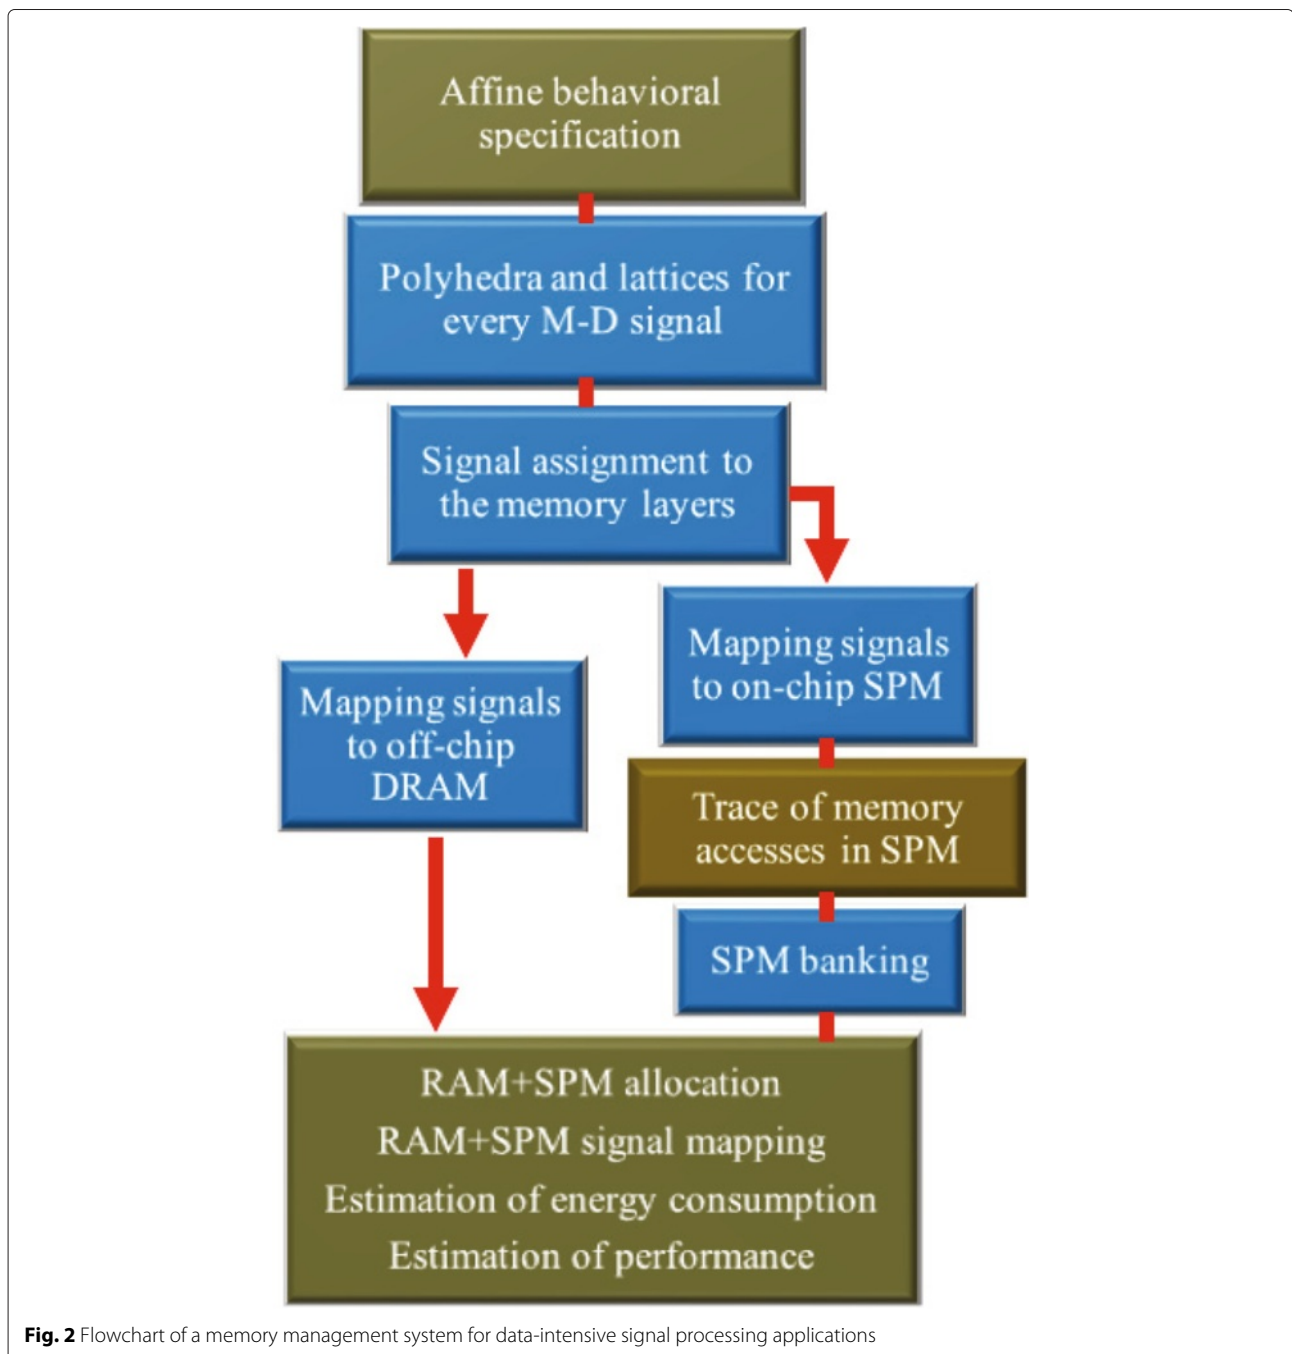 Affine behavioral
specification
Polyhedra and lattices for
every M-D signal
Signal assignment to
the memory layers
Mapping signals
to on-chip SPM
Mapping signals
to off-chip
DRAM
Trace of memory
accesses in SPM
SPM banking
RAM+SPM allocation
RAM+SPM signal mapping
Estimation of energy consumption
Estimation of performance
Fig. 2 Flowchart of a memory management system for data-intensive signal processing applications